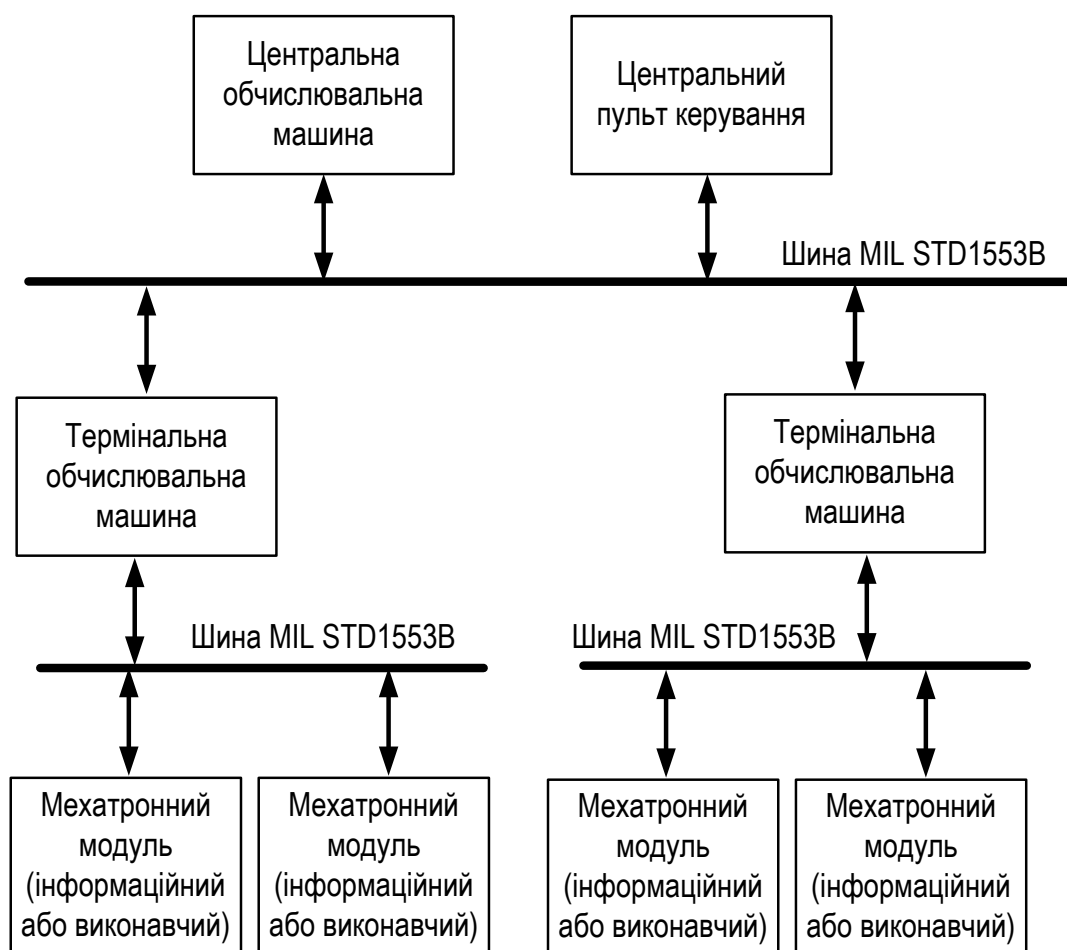 Центральна
обчислювальна
машина
Центральний
пульт керування
Шина MIL STD1553B
Термінальна
обчислювальна
машина
Термінальна
обчислювальна
машина
Шина MIL STD1553B
Шина MIL STD1553B
Мехатронний
модуль
(інформаційний
або виконавчий)
Мехатронний
модуль
(інформаційний
або виконавчий)
Мехатронний
модуль
(інформаційний
або виконавчий)
Мехатронний
модуль
(інформаційний
або виконавчий)